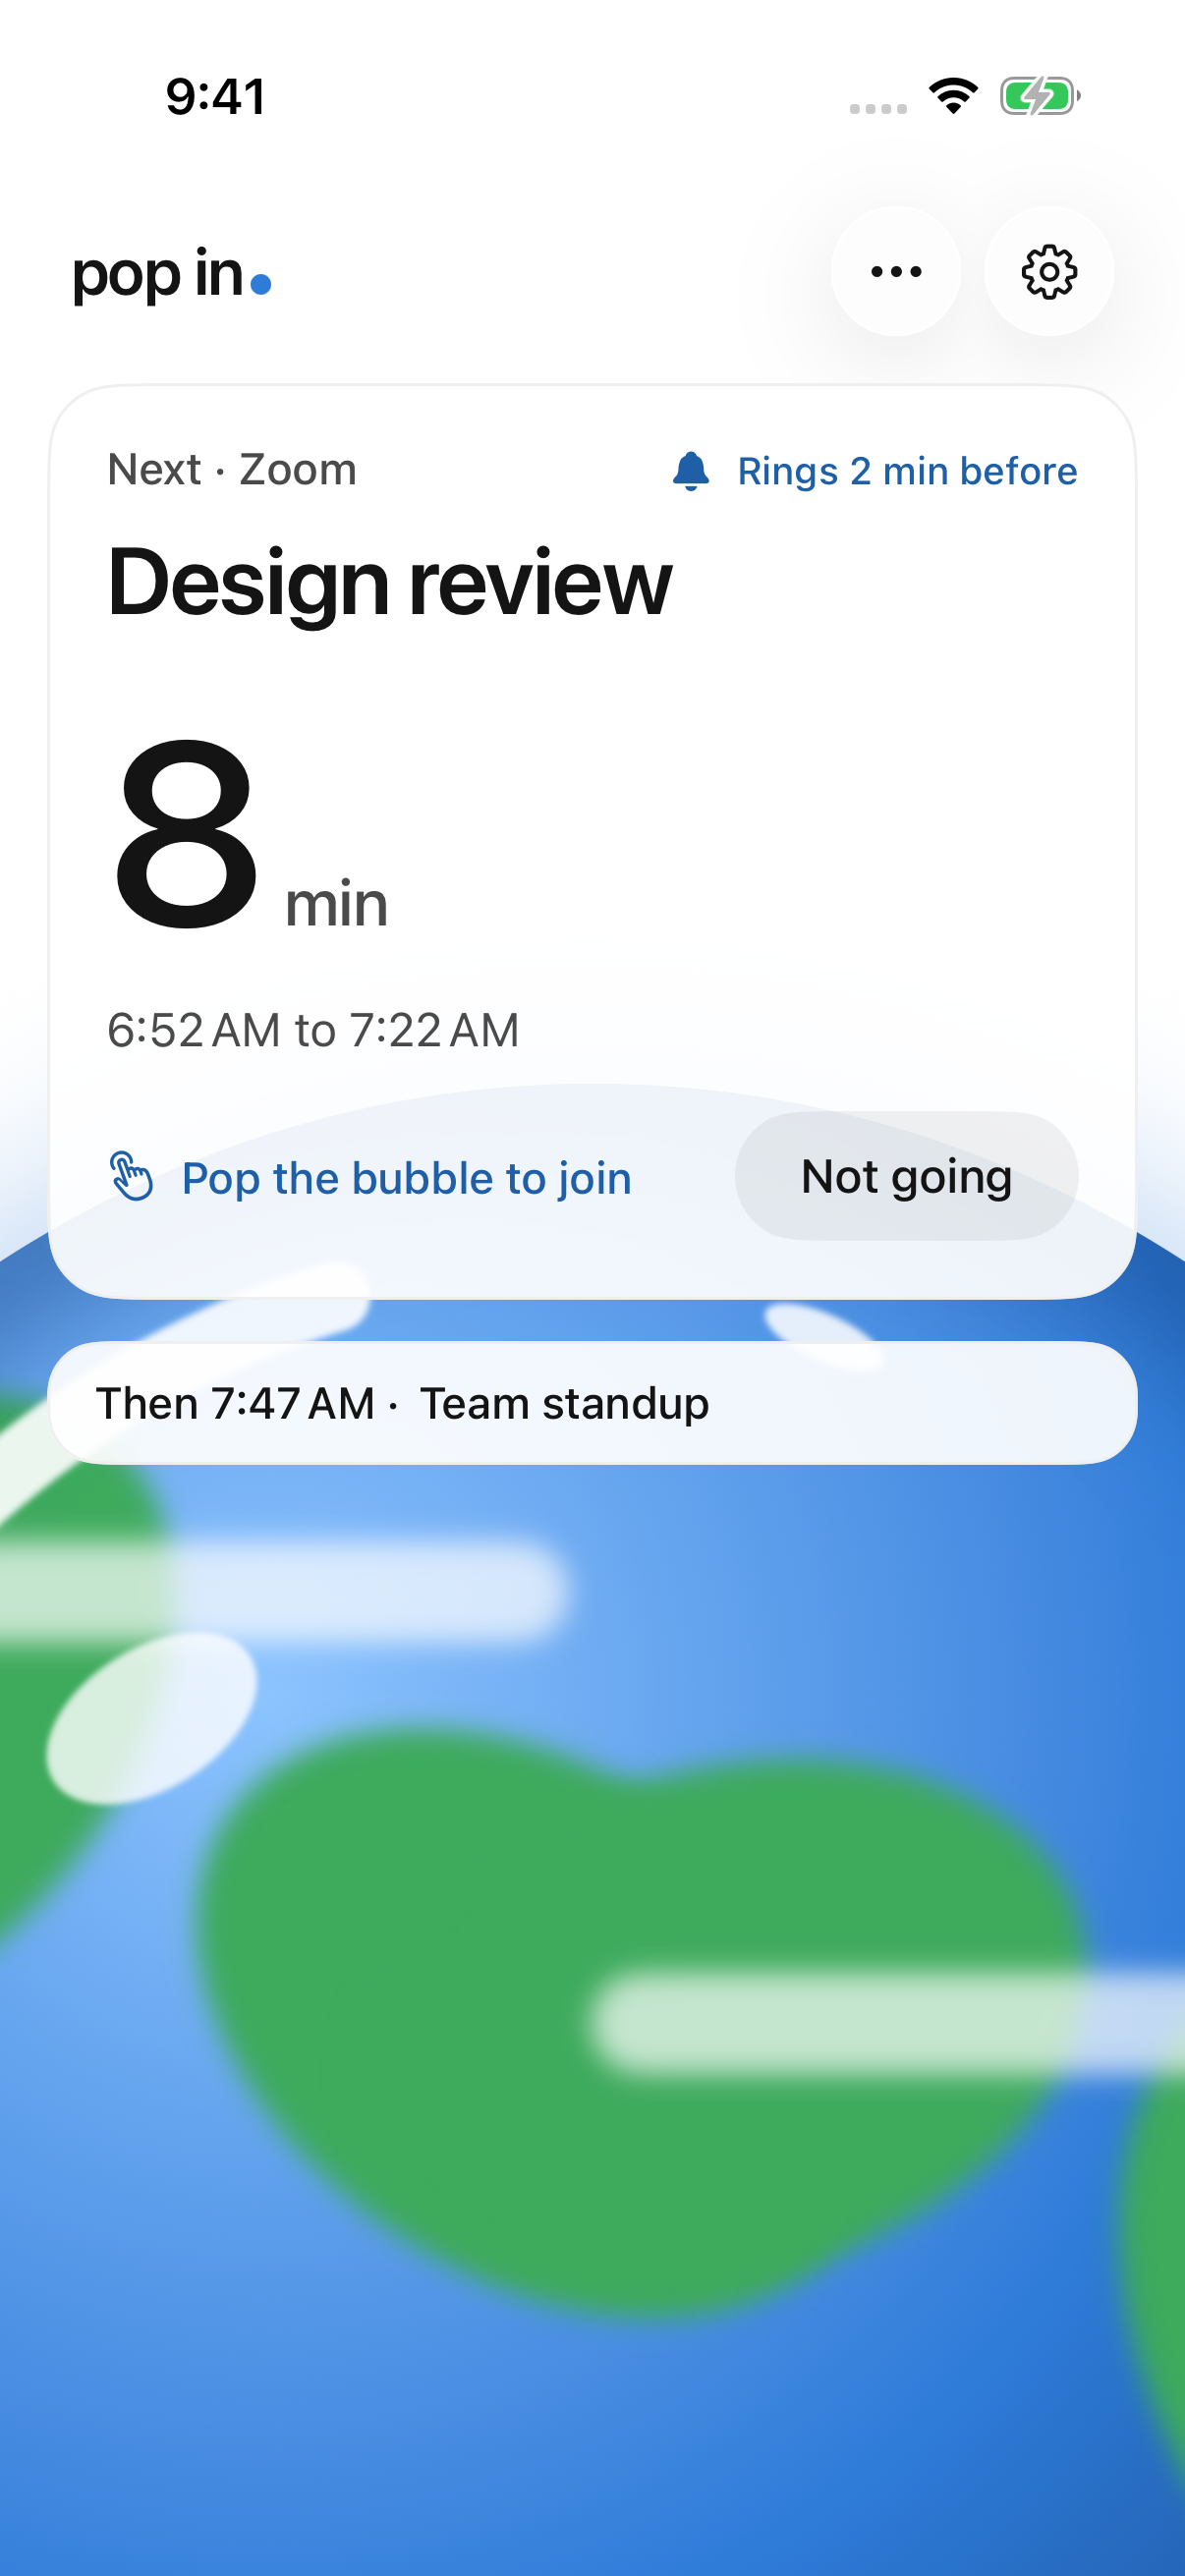 9:41
pop in
Next · Zoom
Rings 2 min before
Design review
8 min
6:52 AM to 7:22 AM
Pop the bubble to join
Not going
Then 7:47 AM · Team standup